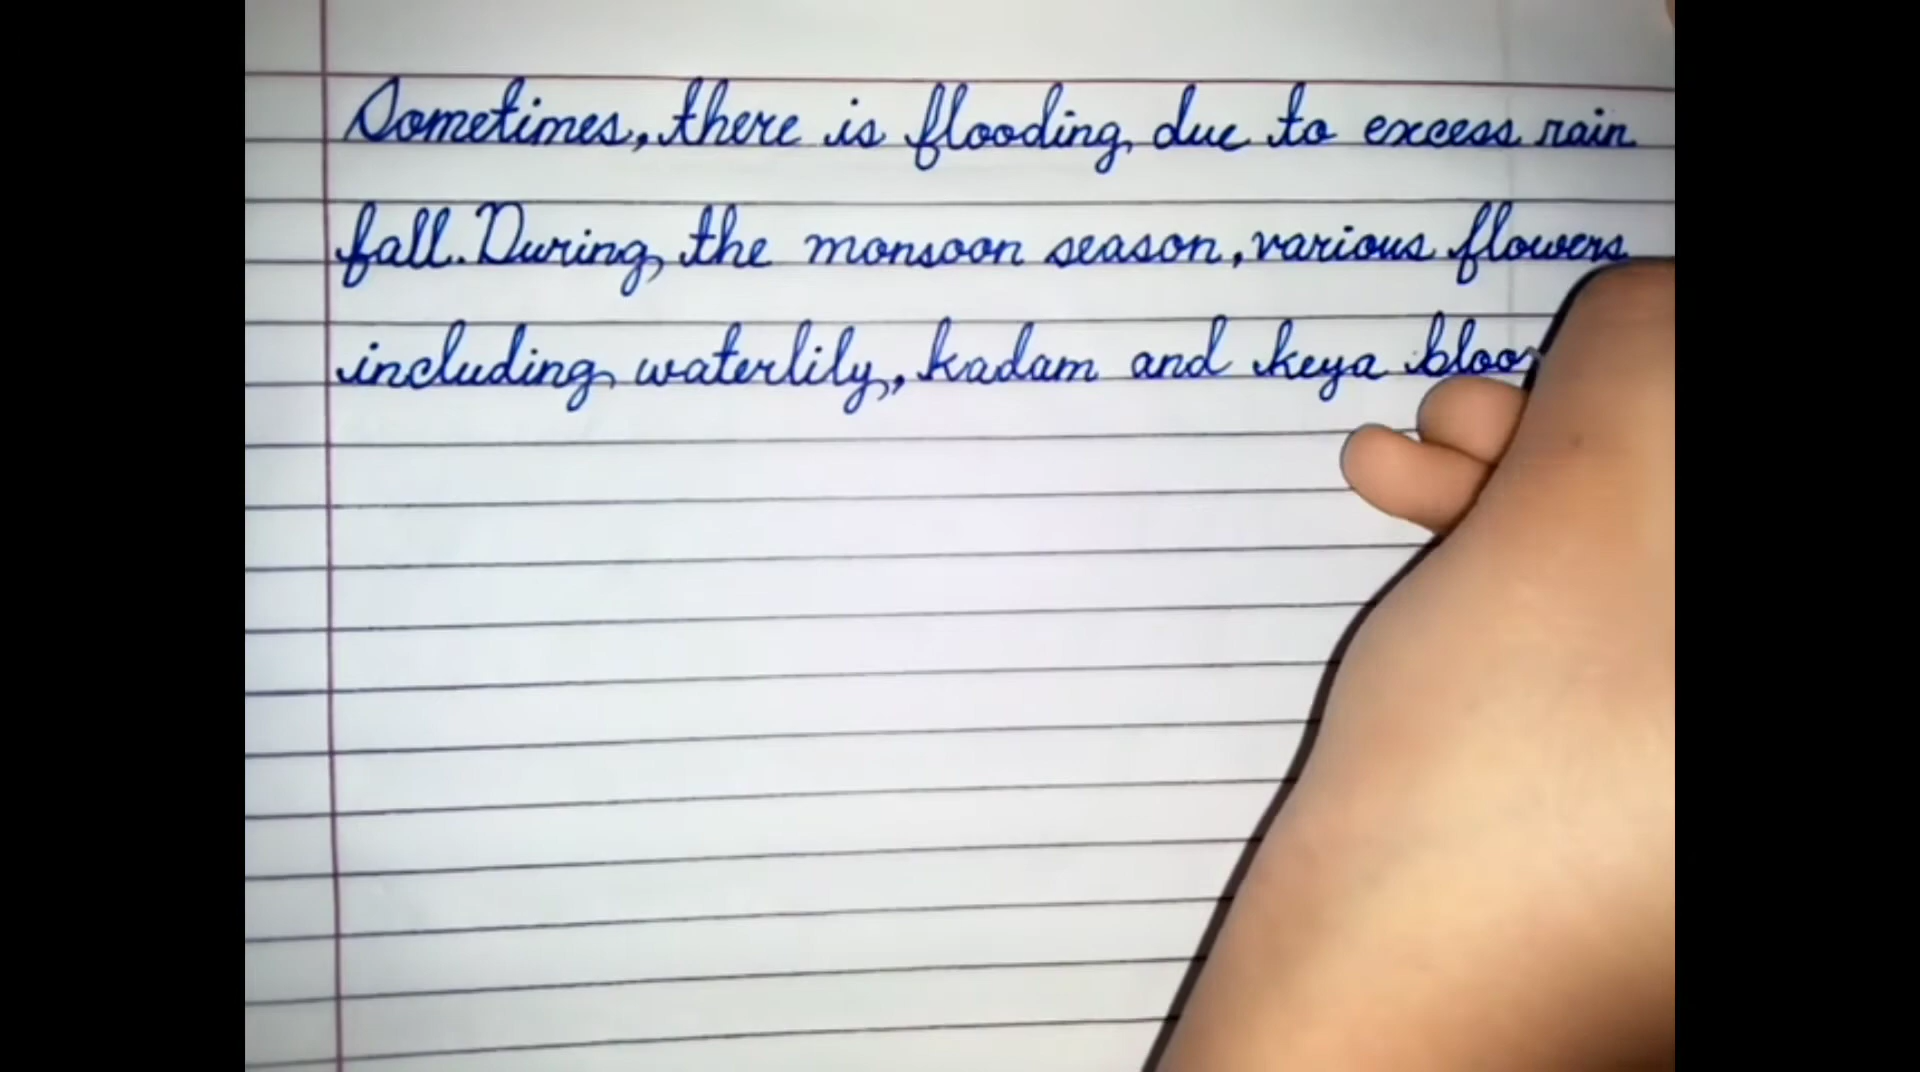 Sometimes, there is flooding due to excess rain
fall. During the monsoon season, various flowers
including waterlily, kadam and keya bloo